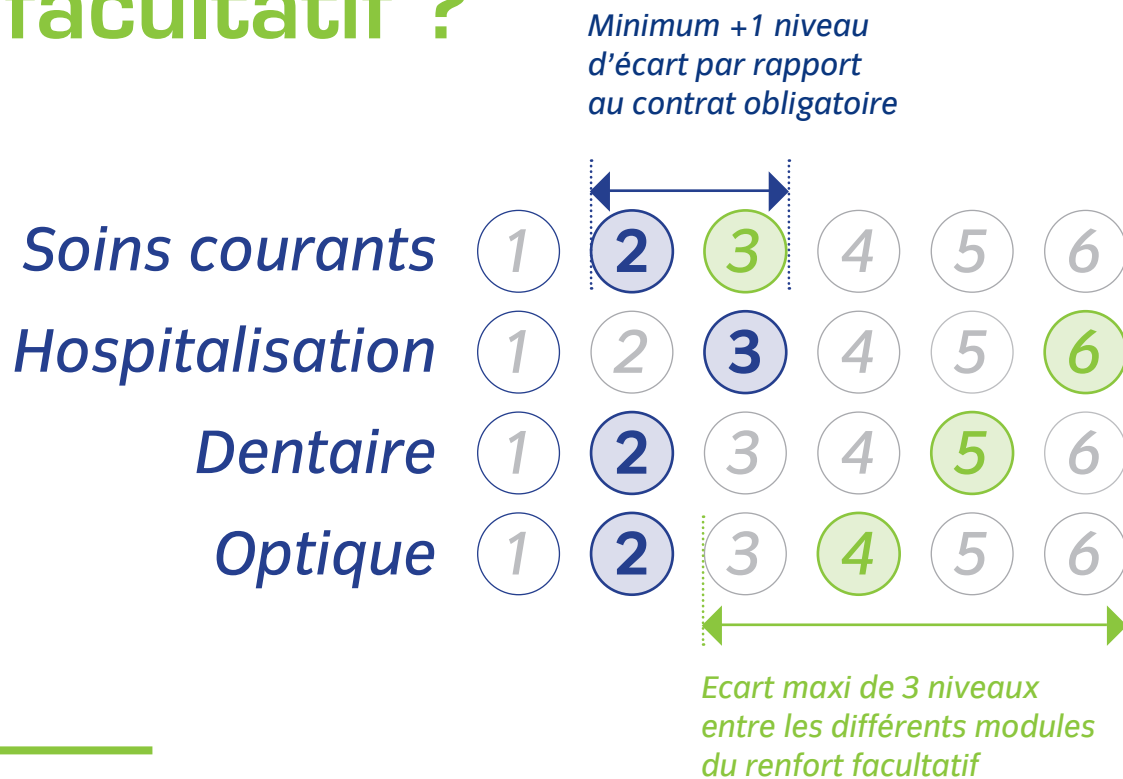 facultatif ?
Minimum +1 niveau
d’écart par rapport
au contrat obligatoire
Soins courants 1 2 3 4 5 6
Hospitalisation 1 2 3 4 5 6
Dentaire 1 2 3 4 5 6
Optique 1 2 3 4 5 6
Ecart maxi de 3 niveaux
entre les différents modules
du renfort facultatif